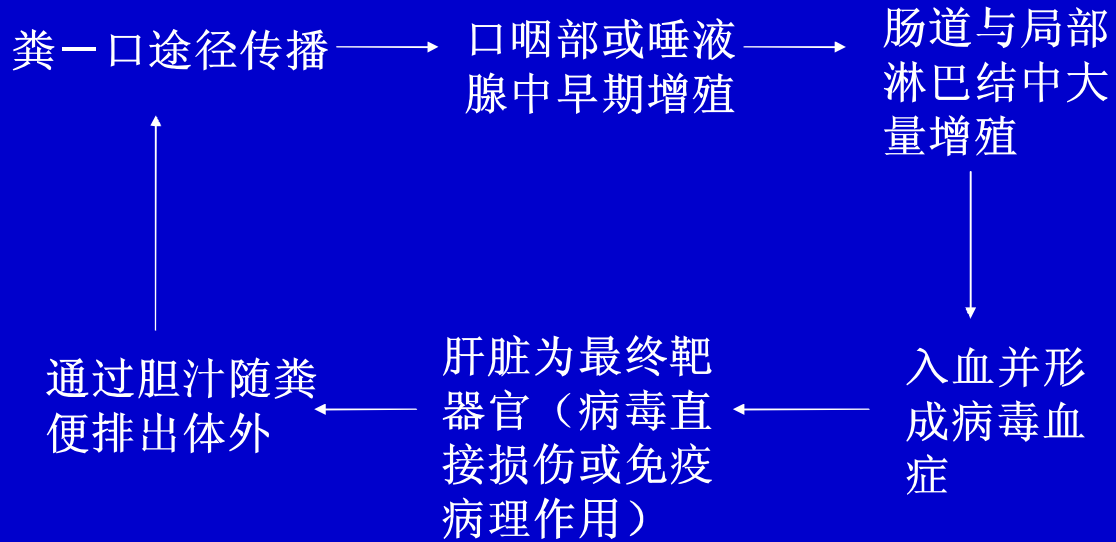 粪－口途径传播
口咽部或唾液
腺中早期增殖
肠道与局部
淋巴结中大
量增殖
入血并形
成病毒血
症
肝脏为最终靶
器官（病毒直
接损伤或免疫
病理作用）
通过胆汁随粪
便排出体外